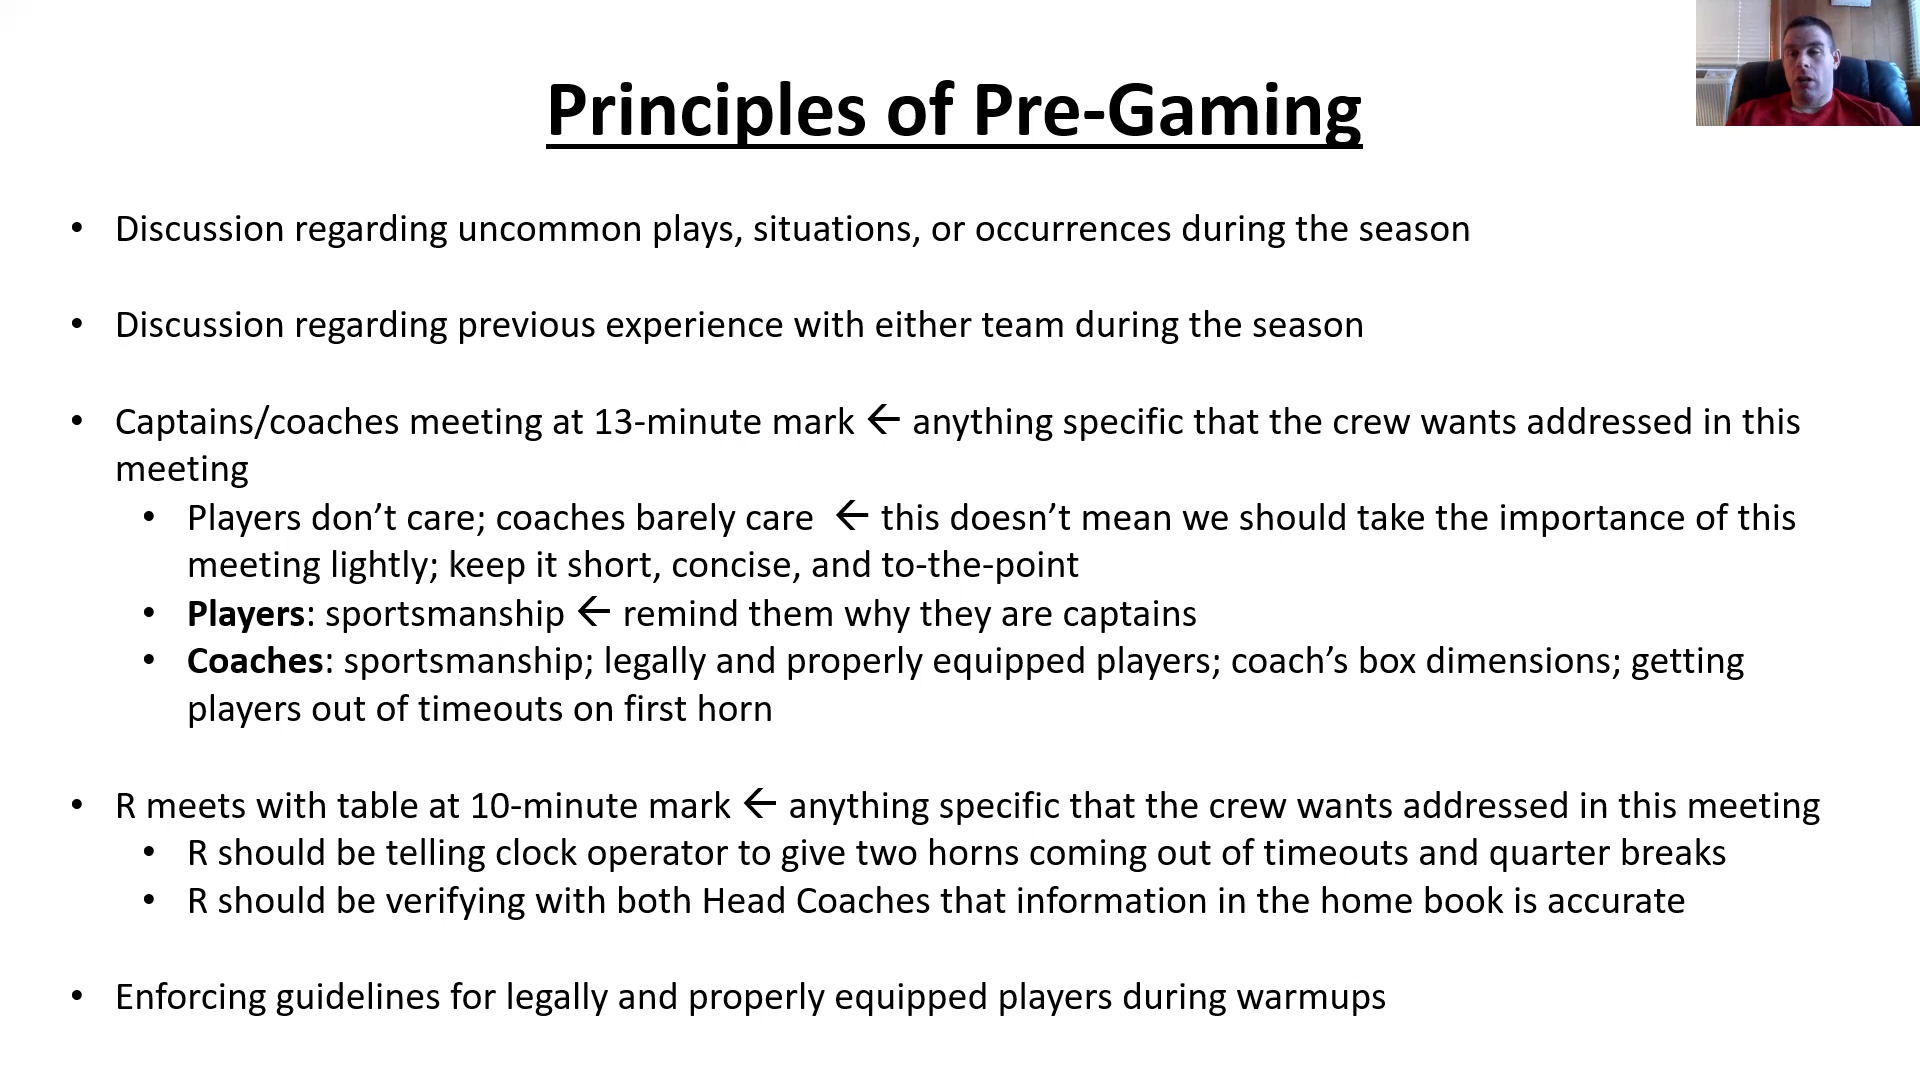 Principles of Pre-Gaming
• Discussion regarding uncommon plays, situations, or occurrences during the season
• Discussion regarding previous experience with either team during the season
• Captains/coaches meeting at 13-minute mark ← anything specific that the crew wants addressed in this
meeting
• Players don’t care; coaches barely care ← this doesn’t mean we should take the importance of this
meeting lightly; keep it short, concise, and to-the-point
• Players: sportsmanship ← remind them why they are captains
• Coaches: sportsmanship; legally and properly equipped players; coach’s box dimensions; getting
players out of timeouts on first horn
• R meets with table at 10-minute mark ← anything specific that the crew wants addressed in this meeting
• R should be telling clock operator to give two horns coming out of timeouts and quarter breaks
• R should be verifying with both Head Coaches that information in the home book is accurate
• Enforcing guidelines for legally and properly equipped players during warmups